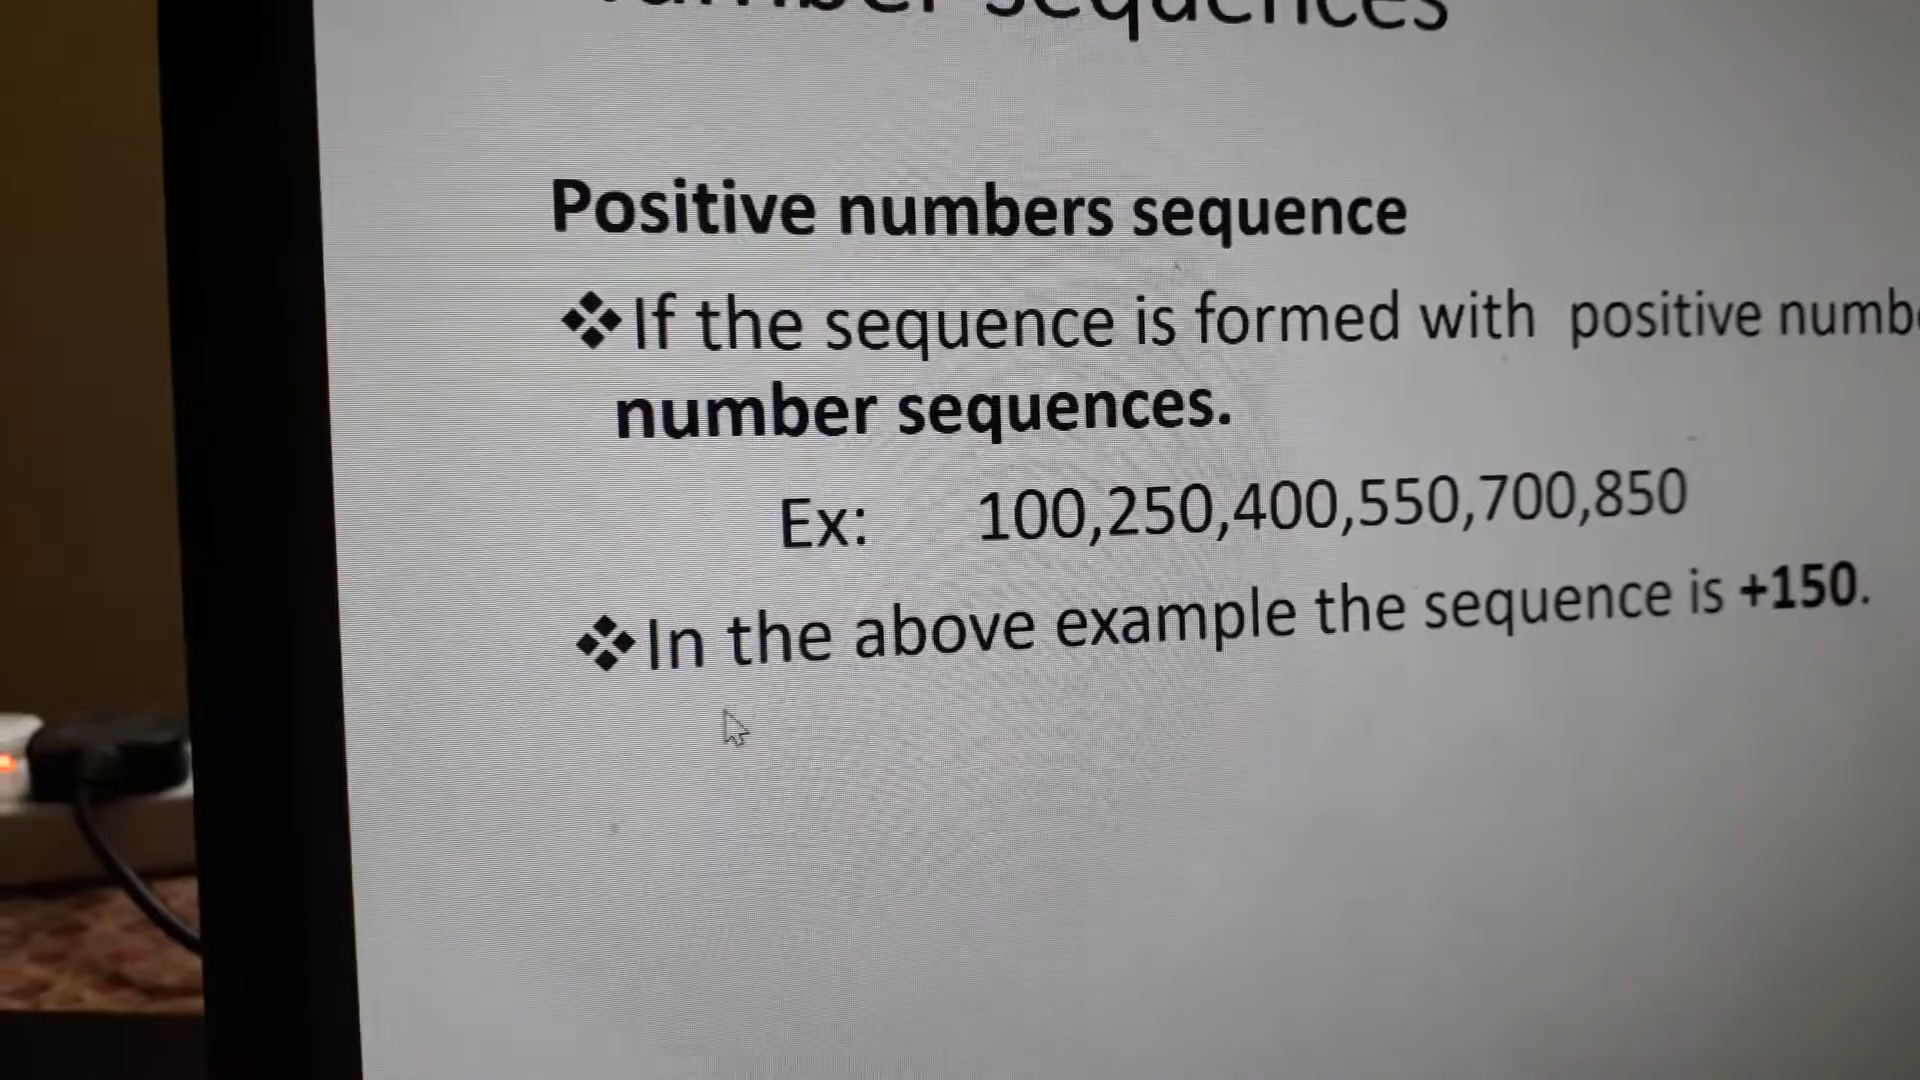 sequences
Positive numbers sequence
❖If the sequence is formed with positive
number sequences.
Ex: 100,250,400,550,700,850
❖In the above example the sequence is +150.